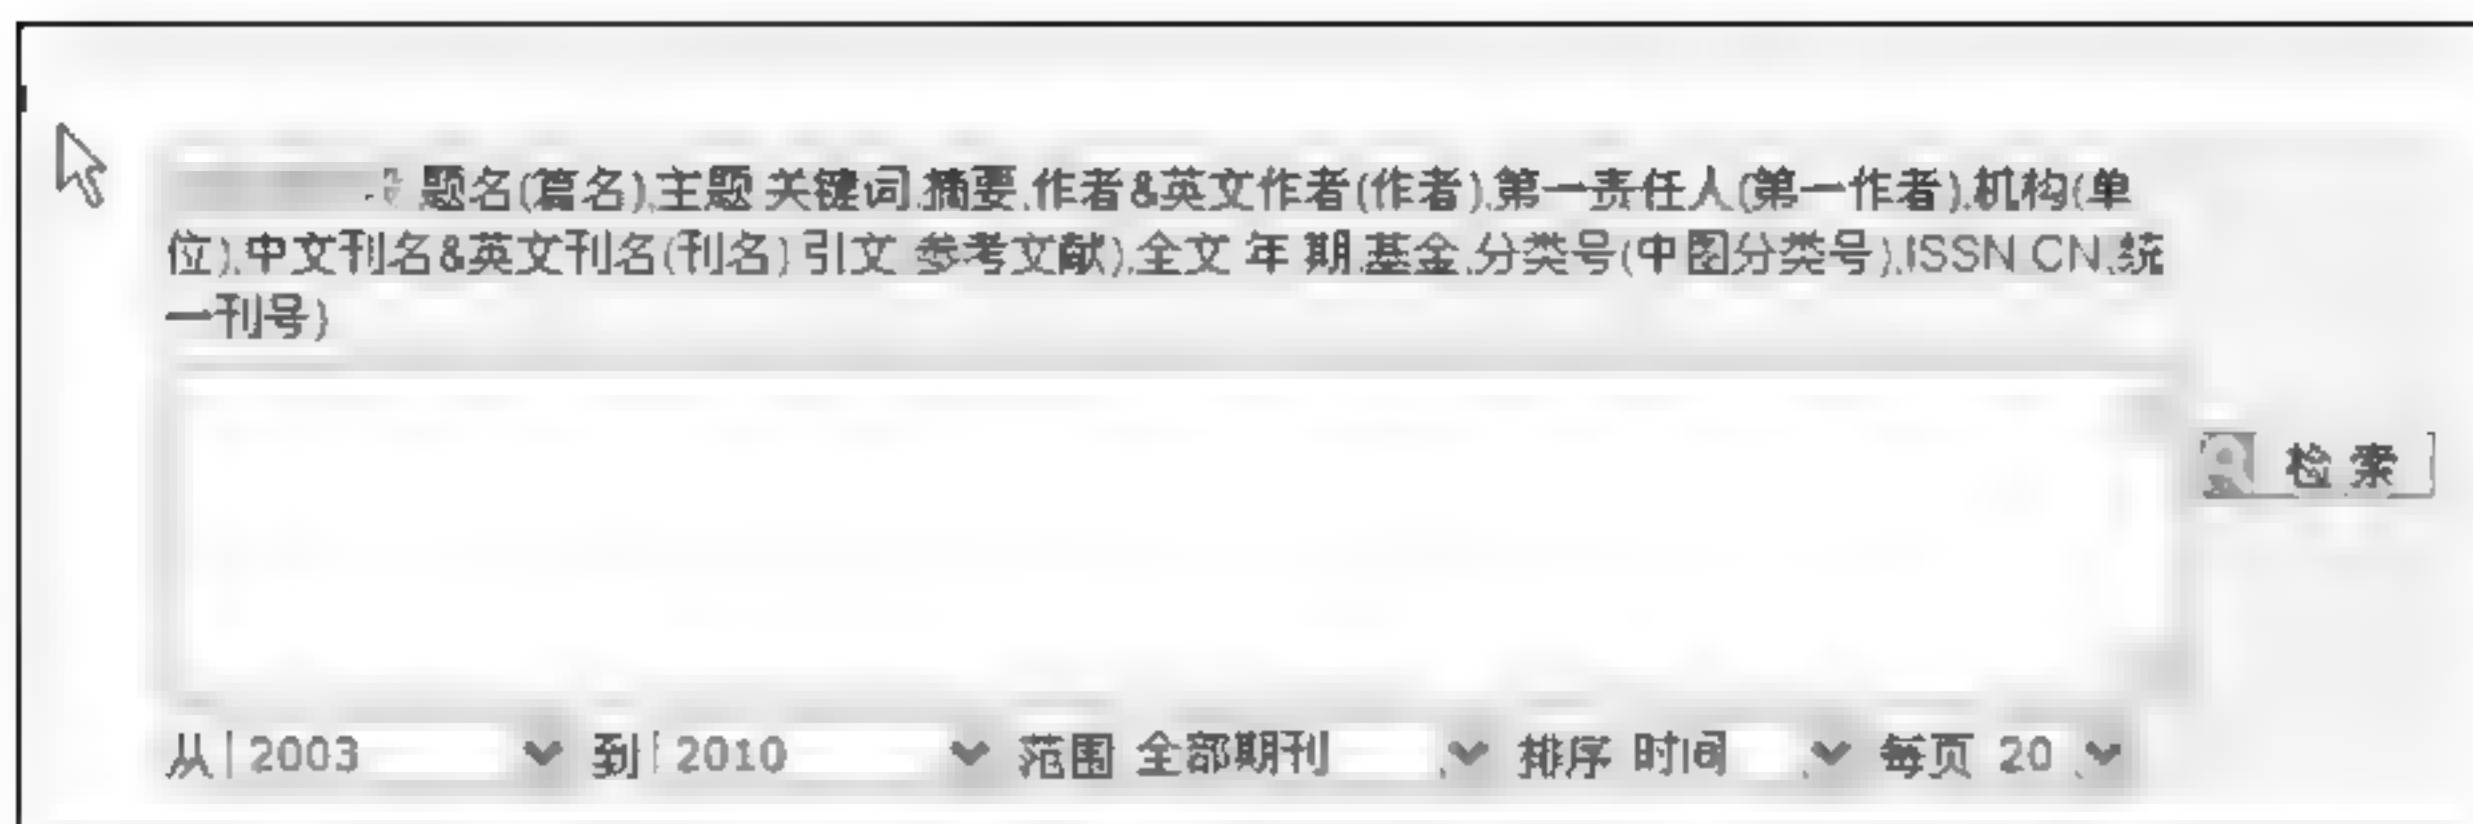 题名(篇名),主题 关键词,摘要,作者&英文作者(作者),第一责任人(第一作者),机构(单
位),中文刊名&英文刊名(刊名) 引文 参考文献),全文 年 期,基金,分类号(中图分类号),ISSN CN,统
一刊号)
检 索
从 2003 到 2010 范围 全部期刊 排序 时间 每页 20